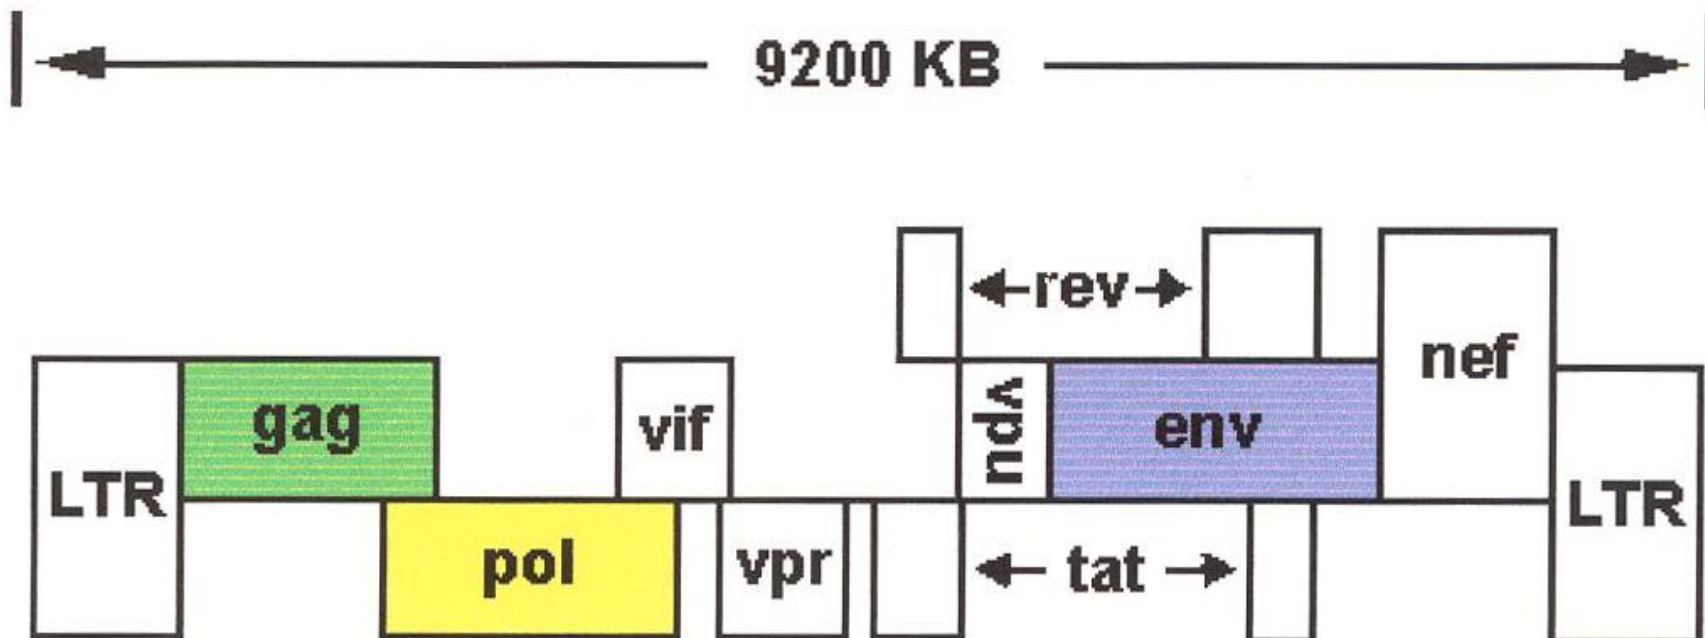 9200 KB
rev
nef
gag
vif
vpu
env
LTR
LTR
pol
vpr
tat